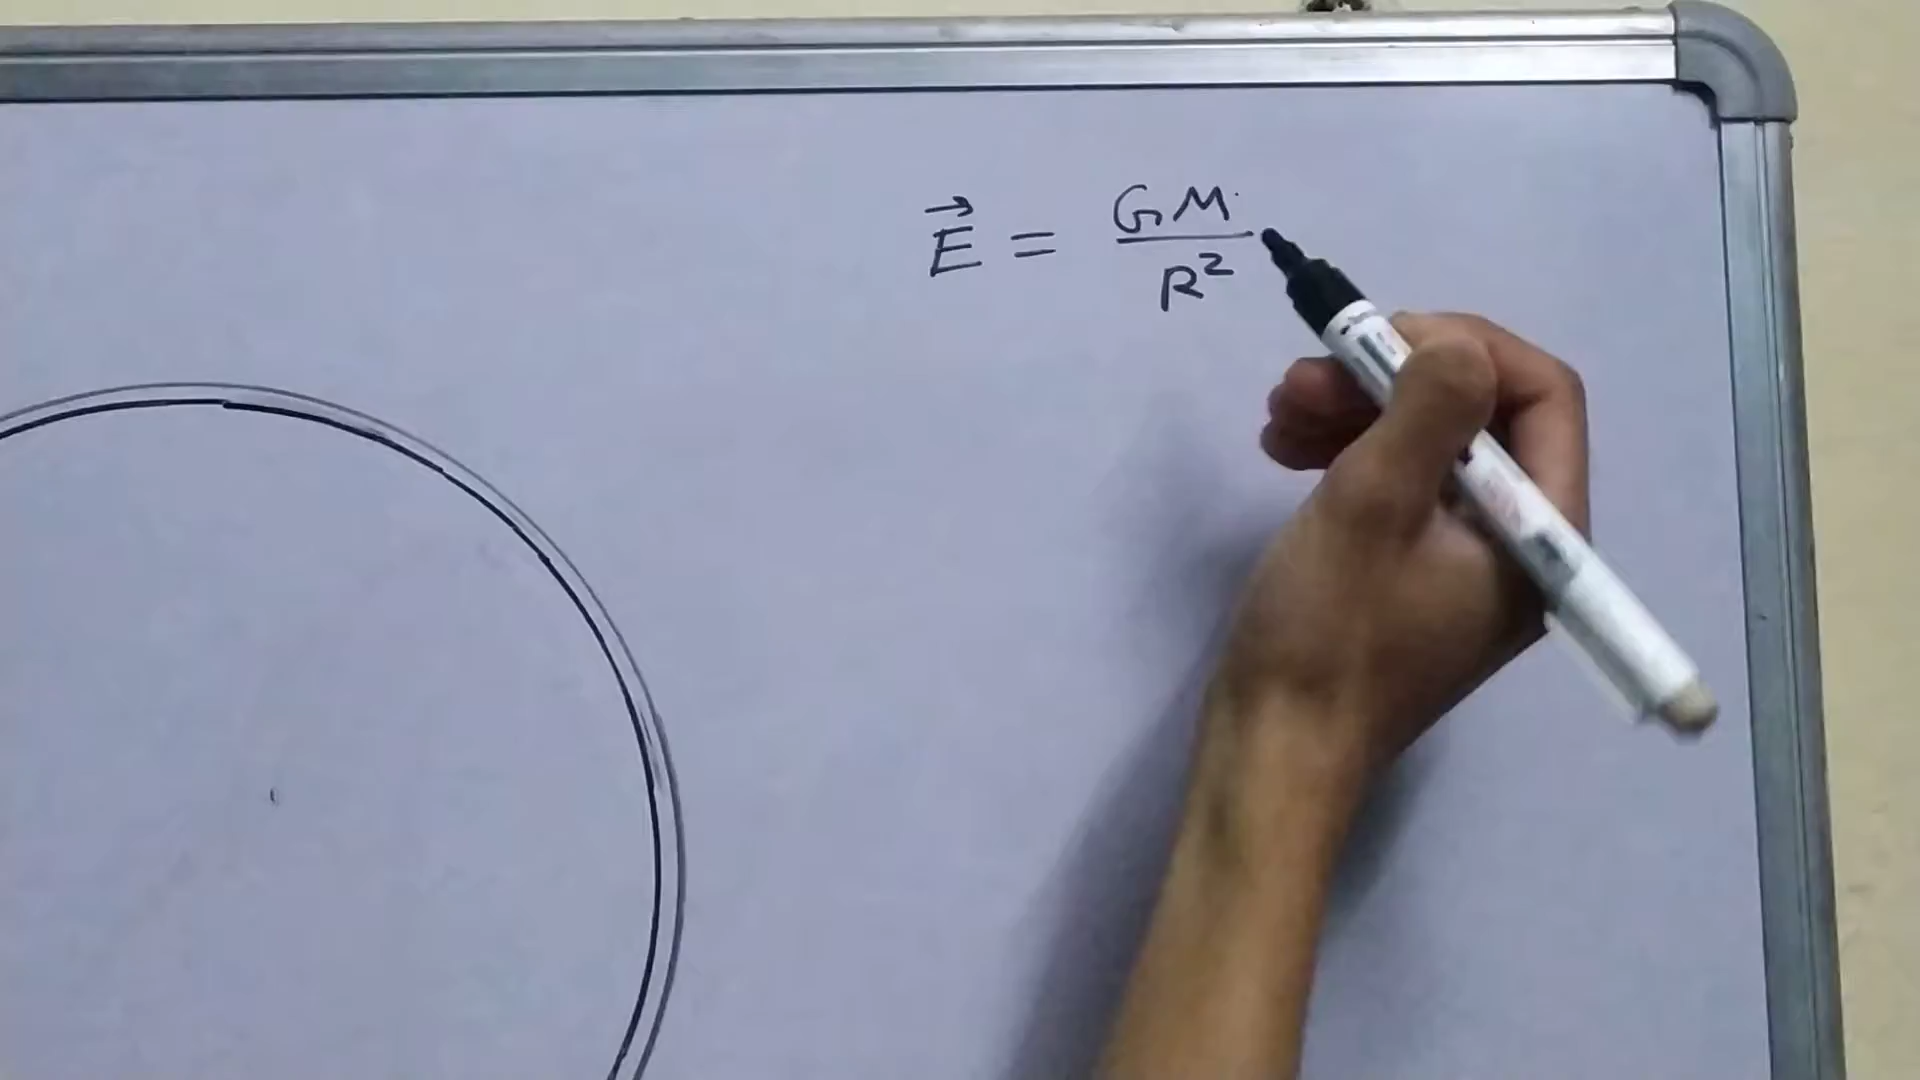 E⃗ = GM / R²